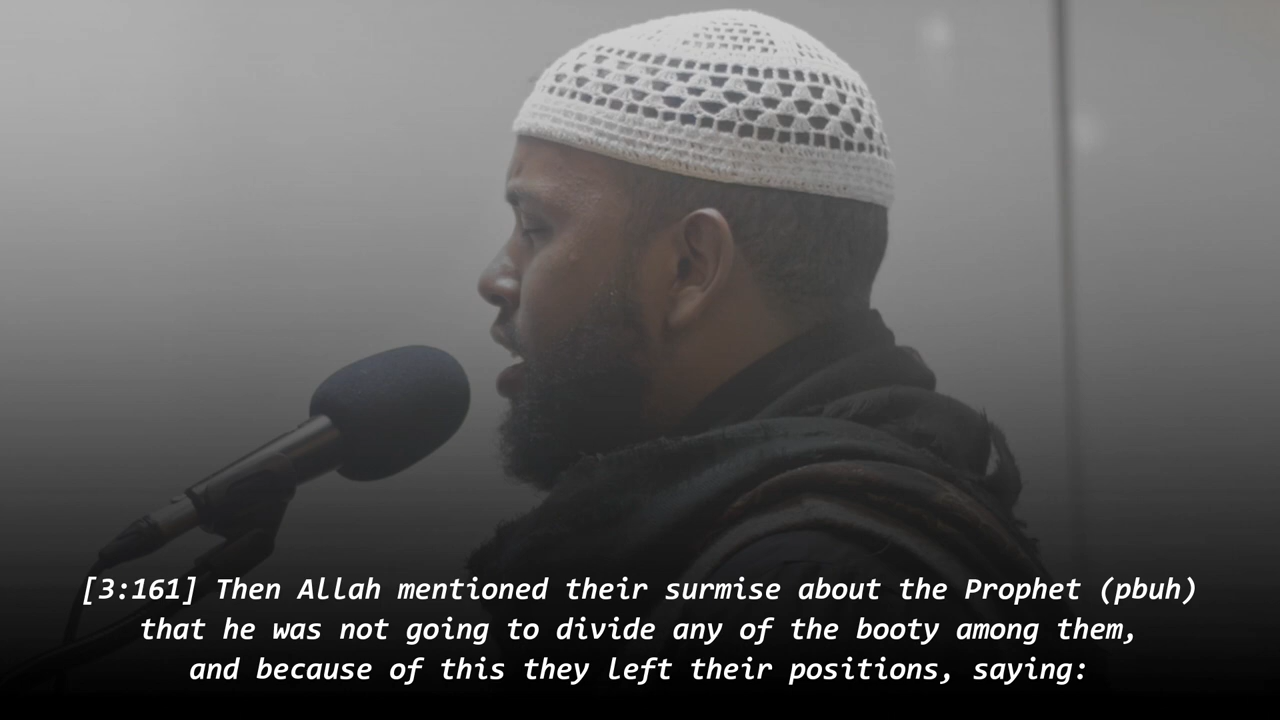 [3:161] Then Allah mentioned their surmise about the Prophet (pbuh)
that he was not going to divide any of the booty among them,
and because of this they left their positions, saying: